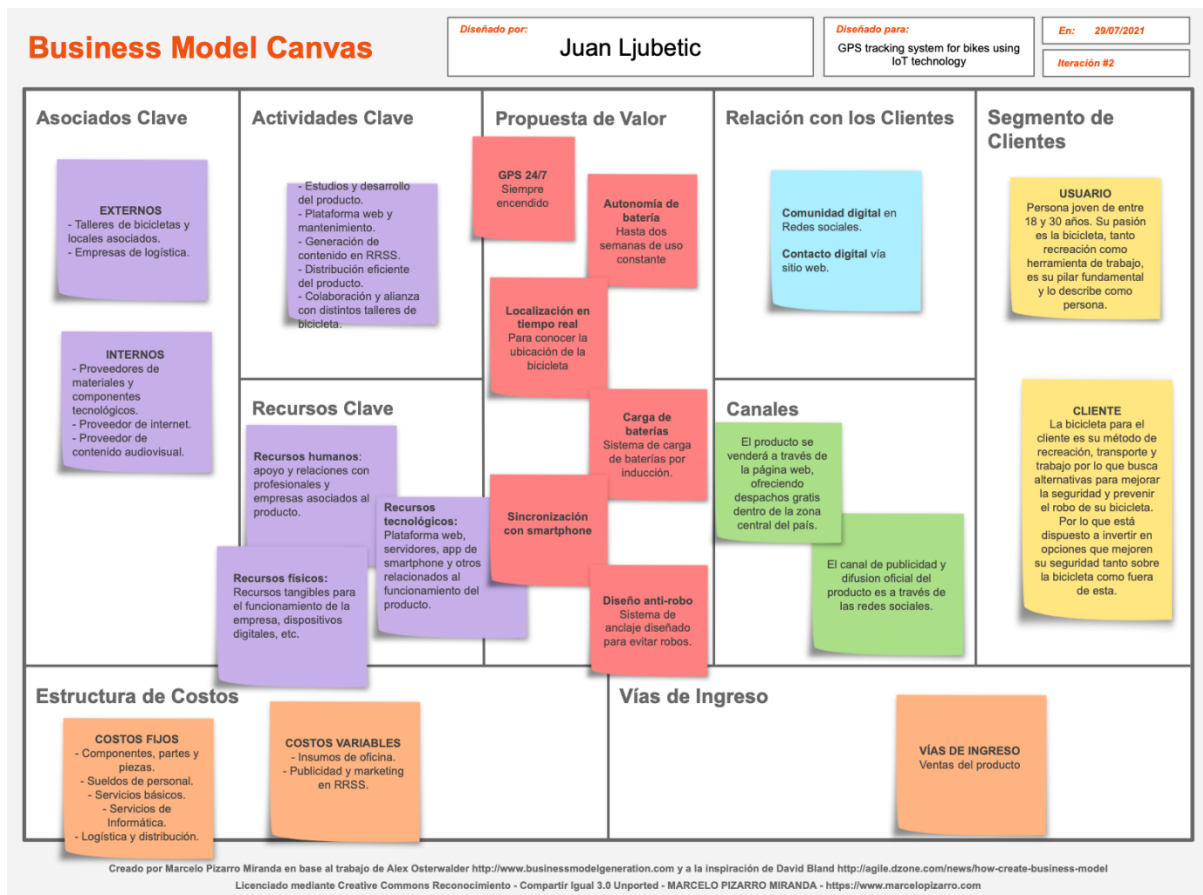 Business Model Canvas
Diseñado por:
Juan Ljubetic
Diseñado para:
GPS tracking system for bikes using
IoT technology
En: 29/07/2021
Iteración #2
Asociados Clave
EXTERNOS
- Talleres de bicicletas y
locales asociados.
- Empresas de logística.
INTERNOS
- Proveedores de
materiales y
componentes
tecnológicos.
- Proveedor de internet.
- Proveedor de
contenido audiovisual.
Actividades Clave
- Estudios y desarrollo
del producto.
- Plataforma web y
mantenimiento.
- Generación de
contenido en RRSS.
- Distribución eficiente
del producto.
- Colaboración y alianza
con distintos talleres de
bicicleta.
Recursos Clave
Recursos humanos:
apoyo y relaciones con
profesionales y
empresas asociados al
producto.
Recursos
tecnológicos:
Plataforma web,
servidores, app de
smartphone y otros
relacionados al
funcionamiento del
producto.
Recursos físicos:
Recursos tangibles para
el funcionamiento de la
empresa, dispositivos
digitales, etc.
Propuesta de Valor
GPS 24/7
Siempre
encendido
Autonomía de
batería
Hasta dos
semanas de uso
constante
Localización en
tiempo real
Para conocer la
ubicación de la
bicicleta
Carga de
baterías
Sistema de carga
de baterías por
inducción.
Sincronización
con smartphone
Diseño anti-robo
Sistema de
anclaje diseñado
para evitar robos.
Relación con los Clientes
Comunidad digital en
Redes sociales.
Contacto digital vía
sitio web.
Canales
El producto se
venderá a través de
la página web,
ofreciendo
despachos gratis
dentro de la zona
central del país.
El canal de publicidad y
difusion oficial del
producto es a través de
las redes sociales.
Segmento de
Clientes
USUARIO
Persona joven de entre
18 y 30 años. Su pasión
es la bicicleta, tanto
recreación como
herramienta de trabajo,
es su pilar fundamental
y lo describe como
persona.
CLIENTE
La bicicleta para el
cliente es su método de
recreación, transporte y
trabajo por lo que busca
alternativas para mejorar
la seguridad y prevenir
el robo de su bicicleta.
Por lo que está
dispuesto a invertir en
opciones que mejoren
su seguridad tanto sobre
la bicicleta como fuera
de esta.
Estructura de Costos
COSTOS FIJOS
- Componentes, partes y
piezas.
- Sueldos de personal.
- Servicios básicos.
- Servicios de
Informática.
- Logística y distribución.
COSTOS VARIABLES
- Insumos de oficina.
- Publicidad y marketing
en RRSS.
Vías de Ingreso
VÍAS DE INGRESO
Ventas del producto
Creado por Marcelo Pizarro Miranda en base al trabajo de Alex Osterwalder http://www.businessmodelgeneration.com y a la inspiración de David Bland http://agile.dzone.com/news/how-create-business-model
Licenciado mediante Creative Commons Reconocimiento - Compartir Igual 3.0 Unported - MARCELO PIZARRO MIRANDA - https://www.marcelopizarro.com